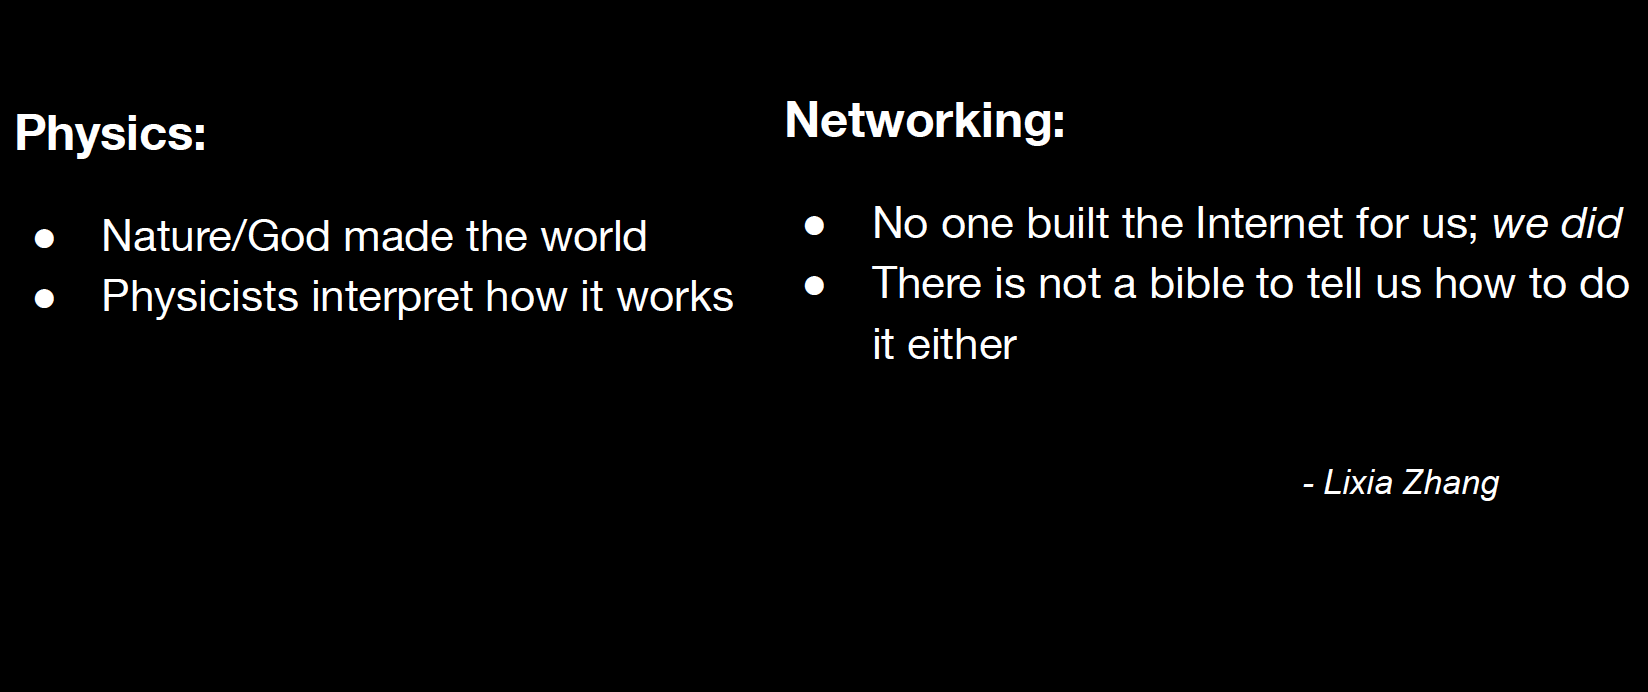 Physics:
● Nature/God made the world
● Physicists interpret how it works
Networking:
● No one built the Internet for us; we did
● There is not a bible to tell us how to do
it either
- Lixia Zhang